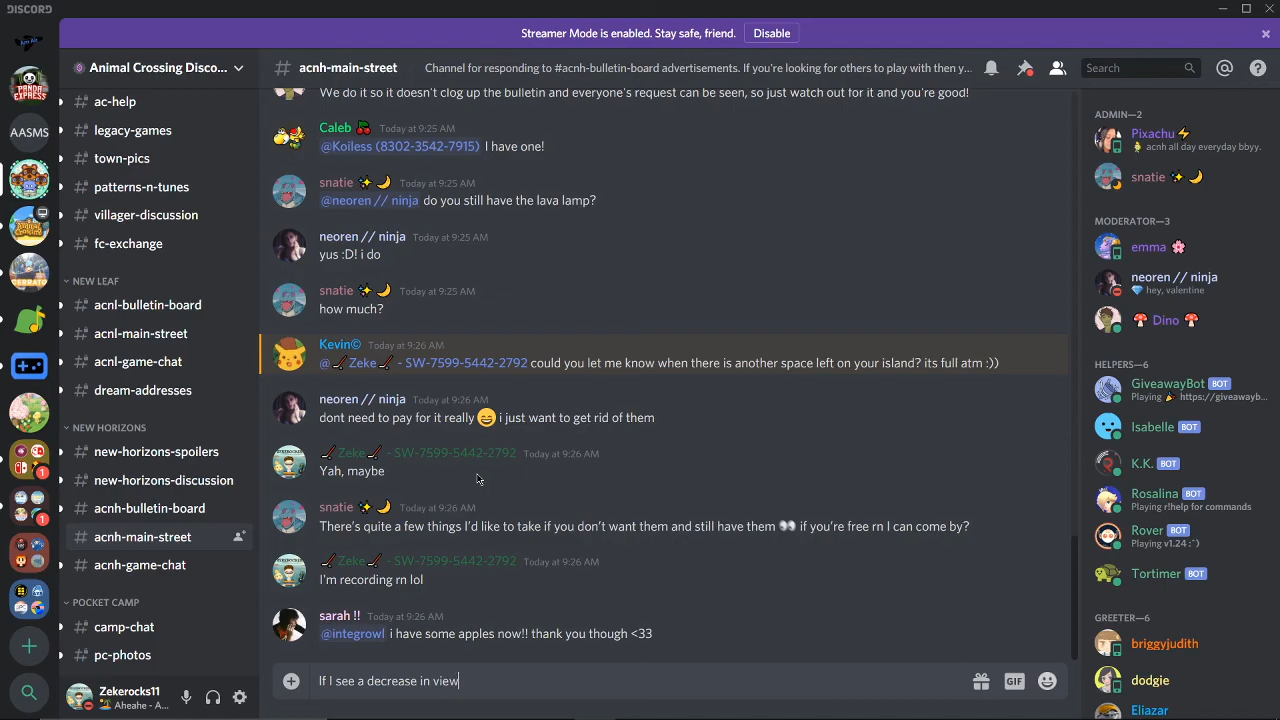 DISCORD
Streamer Mode is enabled. Stay safe, friend.
Disable
Animal Crossing Disco...
acnh-main-street
Channel for responding to #acnh-bulletin-board advertisements. If you're looking for others to play with then y...
Search
PANDA EXPRESS
AASMS
CERRATO
1
1
ac-help
legacy-games
town-pics
patterns-n-tunes
villager-discussion
fc-exchange
NEW LEAF
acnl-bulletin-board
acnl-main-street
acnl-game-chat
dream-addresses
NEW HORIZONS
new-horizons-spoilers
new-horizons-discussion
acnh-bulletin-board
acnh-main-street
acnh-game-chat
POCKET CAMP
camp-chat
pc-photos
Zekerocks11
Aheahe - A...
We do it so it doesn't clog up the bulletin and everyone's request can be seen, so just watch out for it and you're good!
Caleb 🍒 Today at 9:25 AM
@Koiless (8302-3542-7915) I have one!
snatie ✨ 🌙 Today at 9:25 AM
@neoren // ninja do you still have the lava lamp?
neoren // ninja Today at 9:25 AM
yus :D! i do
snatie ✨ 🌙 Today at 9:26 AM
how much?
Kevin© Today at 9:26 AM
@🏒Zeke🏒 - SW-7599-5442-2792 could you let me know when there is another space left on your island? its full atm :))
neoren // ninja Today at 9:26 AM
dont need to pay for it really 😄 i just want to get rid of them
🏒Zeke🏒 - SW-7599-5442-2792 Today at 9:26 AM
Yah, maybe
snatie ✨ 🌙 Today at 9:26 AM
There's quite a few things I'd like to take if you don't want them and still have them 👀 if you're free rn I can come by?
🏒Zeke🏒 - SW-7599-5442-2792 Today at 9:26 AM
I'm recording rn lol
sarah !! Today at 9:26 AM
@integrowl i have some apples now!! thank you though <33
If I see a decrease in view
GIF
ADMIN—2
Pixachu⚡
acnh all day everyday bbyy.
snatie ✨ 🌙
MODERATOR—3
emma 🌸
neoren // ninja
💎 hey, valentine
🍄 Dino 🍄
HELPERS—6
GiveawayBot BOT
Playing 🎉 https://giveawayb...
Isabelle BOT
K.K. BOT
Rosalina BOT
Playing r!help for commands
Rover BOT
Playing v1.24 :ˆ)
Tortimer BOT
GREETER—6
briggyjudith
dodgie
Eliazar